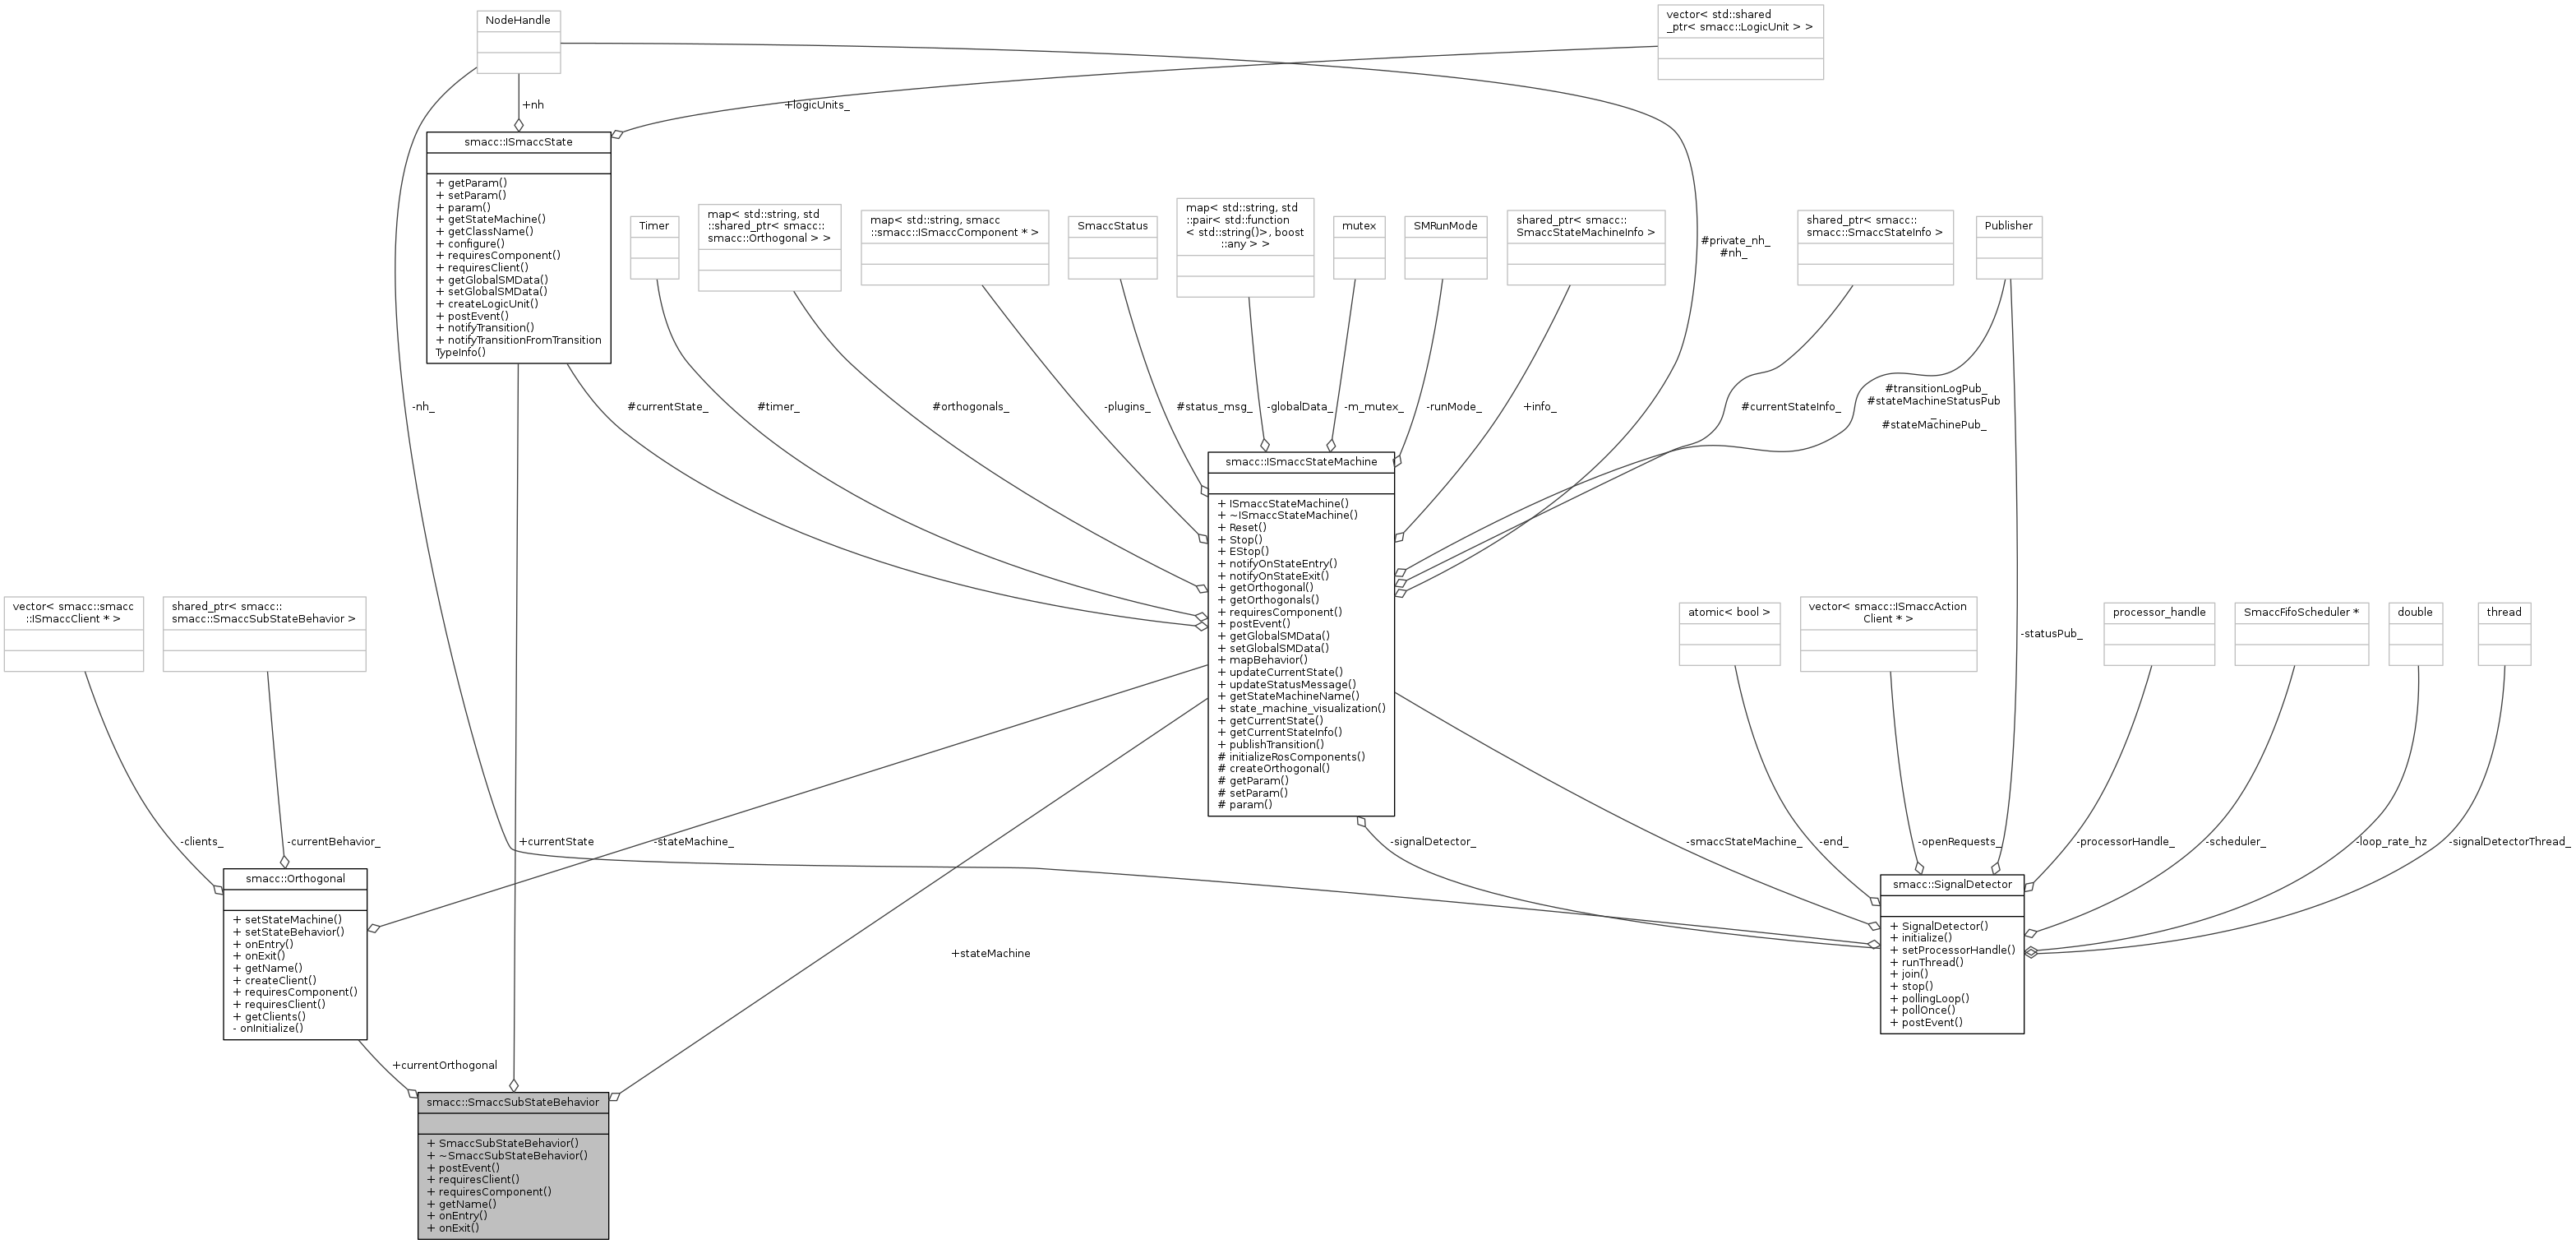 NodeHandle
vector< std::shared
_ptr< smacc::LogicUnit > >
+nh
+logicUnits_
smacc::ISmaccState
+ getParam()
+ setParam()
+ param()
+ getStateMachine()
+ getClassName()
+ configure()
+ requiresComponent()
+ requiresClient()
+ getGlobalSMData()
+ setGlobalSMData()
+ createLogicUnit()
+ postEvent()
+ notifyTransition()
+ notifyTransitionFromTransition
TypeInfo()
Timer
map< std::string, std
::shared_ptr< smacc::
smacc::Orthogonal > >
map< std::string, smacc
::smacc::ISmaccComponent * >
SmaccStatus
map< std::string, std
::pair< std::function
< std::string()>, boost
::any > >
mutex
SMRunMode
shared_ptr< smacc::
SmaccStateMachineInfo >
#private_nh_
#nh_
shared_ptr< smacc::
smacc::SmaccStateInfo >
Publisher
-nh_
#currentState_
#timer_
#orthogonals_
-plugins_
#status_msg_
-globalData_
-m_mutex_
-runMode_
+info_
#currentStateInfo_
#transitionLogPub_
#stateMachineStatusPub
_
#stateMachinePub_
smacc::ISmaccStateMachine
+ ISmaccStateMachine()
+ ~ISmaccStateMachine()
+ Reset()
+ Stop()
+ EStop()
+ notifyOnStateEntry()
+ notifyOnStateExit()
+ getOrthogonal()
+ getOrthogonals()
+ requiresComponent()
+ postEvent()
+ getGlobalSMData()
+ setGlobalSMData()
+ mapBehavior()
+ updateCurrentState()
+ updateStatusMessage()
+ getStateMachineName()
+ state_machine_visualization()
+ getCurrentState()
+ getCurrentStateInfo()
+ publishTransition()
# initializeRosComponents()
# createOrthogonal()
# getParam()
# setParam()
# param()
vector< smacc::smacc
::ISmaccClient * >
shared_ptr< smacc::
smacc::SmaccSubStateBehavior >
atomic< bool >
vector< smacc::ISmaccAction
Client * >
-statusPub_
processor_handle
SmaccFifoScheduler *
double
thread
-clients_
-currentBehavior_
+currentState
-stateMachine_
-signalDetector_
-smaccStateMachine_
-end_
-openRequests_
-processorHandle_
-scheduler_
-loop_rate_hz
-signalDetectorThread_
smacc::Orthogonal
+ setStateMachine()
+ setStateBehavior()
+ onEntry()
+ onExit()
+ getName()
+ createClient()
+ requiresComponent()
+ requiresClient()
+ getClients()
- onInitialize()
+stateMachine
smacc::SignalDetector
+ SignalDetector()
+ initialize()
+ setProcessorHandle()
+ runThread()
+ join()
+ stop()
+ pollingLoop()
+ pollOnce()
+ postEvent()
+currentOrthogonal
smacc::SmaccSubStateBehavior
+ SmaccSubStateBehavior()
+ ~SmaccSubStateBehavior()
+ postEvent()
+ requiresClient()
+ requiresComponent()
+ getName()
+ onEntry()
+ onExit()